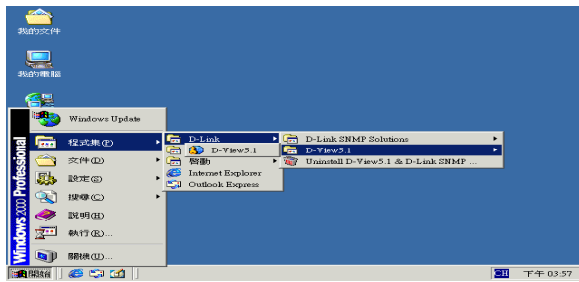 我的文件
我的電腦
Windows Update
程式集(P)
文件(D)
設定(S)
搜尋(C)
說明(H)
執行(R)...
關機(U)...
Windows 2000 Professional
D-Link
D-View5.1
啓動
Internet Explorer
Outlook Express
D-Link SNMP Solutions
D-View5.1
Uninstall D-View5.1 & D-Link SNMP ...
開始
CH
下午 03:57